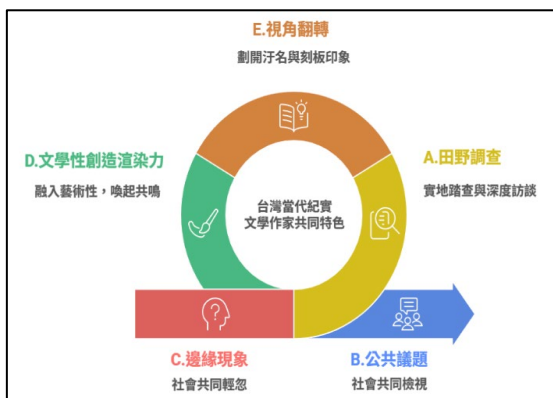 E.視角翻轉
劃開汙名與刻板印象
D.文學性創造渲染力
融入藝術性，喚起共鳴
A.田野調查
實地踏查與深度訪談
台灣當代紀實
文學作家共同特色
C.邊緣現象
社會共同輕忽
B.公共議題
社會共同檢視